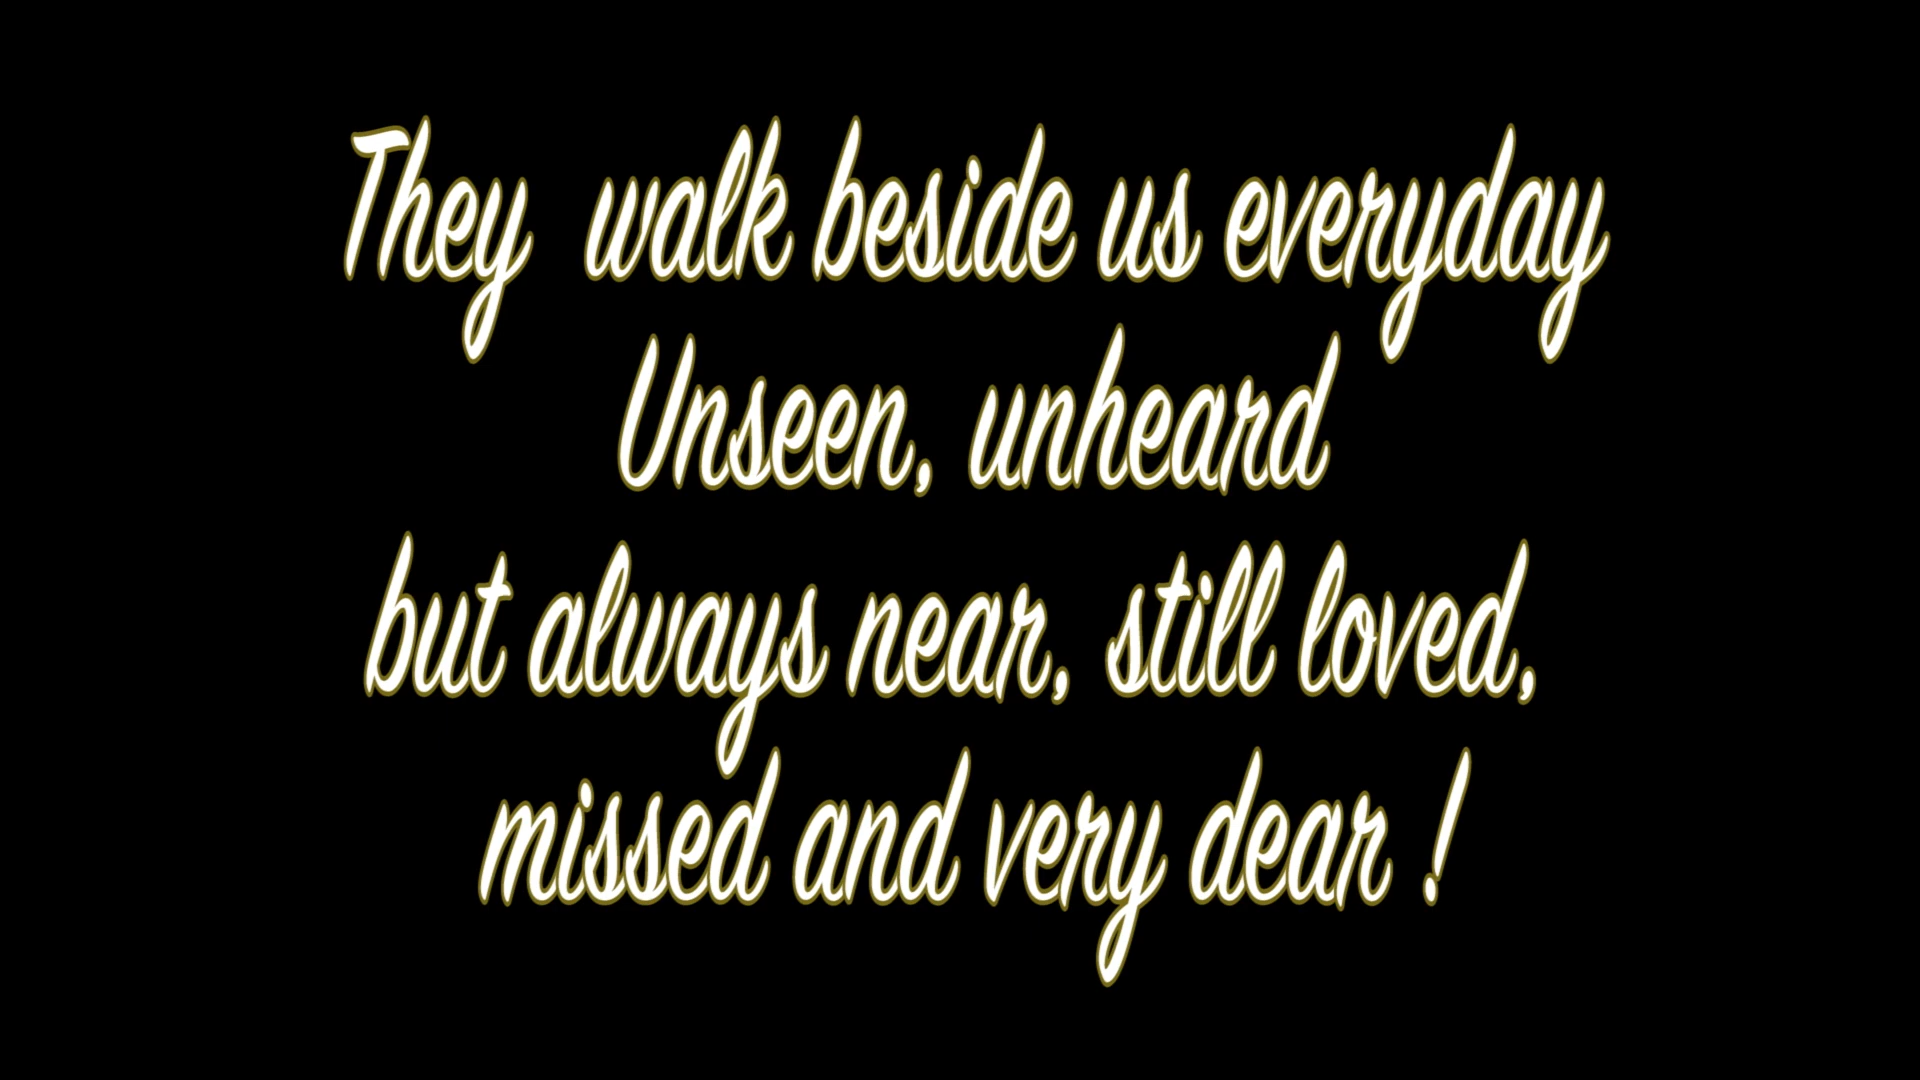 They  walk beside us everyday
Unseen, unheard
but always near, still loved,
missed and very dear !